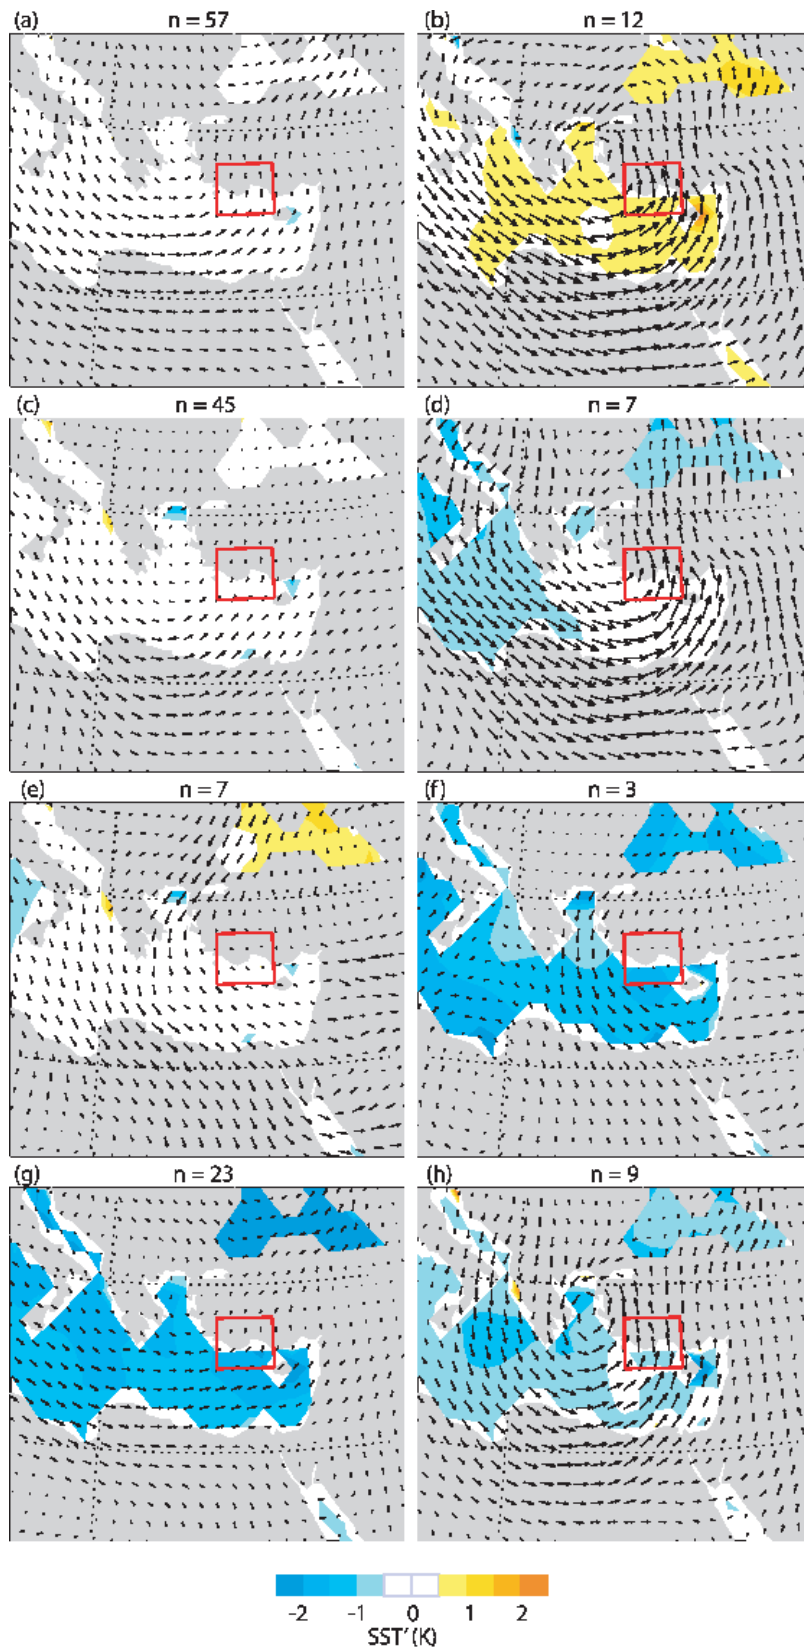 (a) n = 57
(b) n = 12
(c) n = 45
(d) n = 7
(e) n = 7
(f) n = 3
(g) n = 23
(h) n = 9
-2 -1 0 1 2
SST'(K)